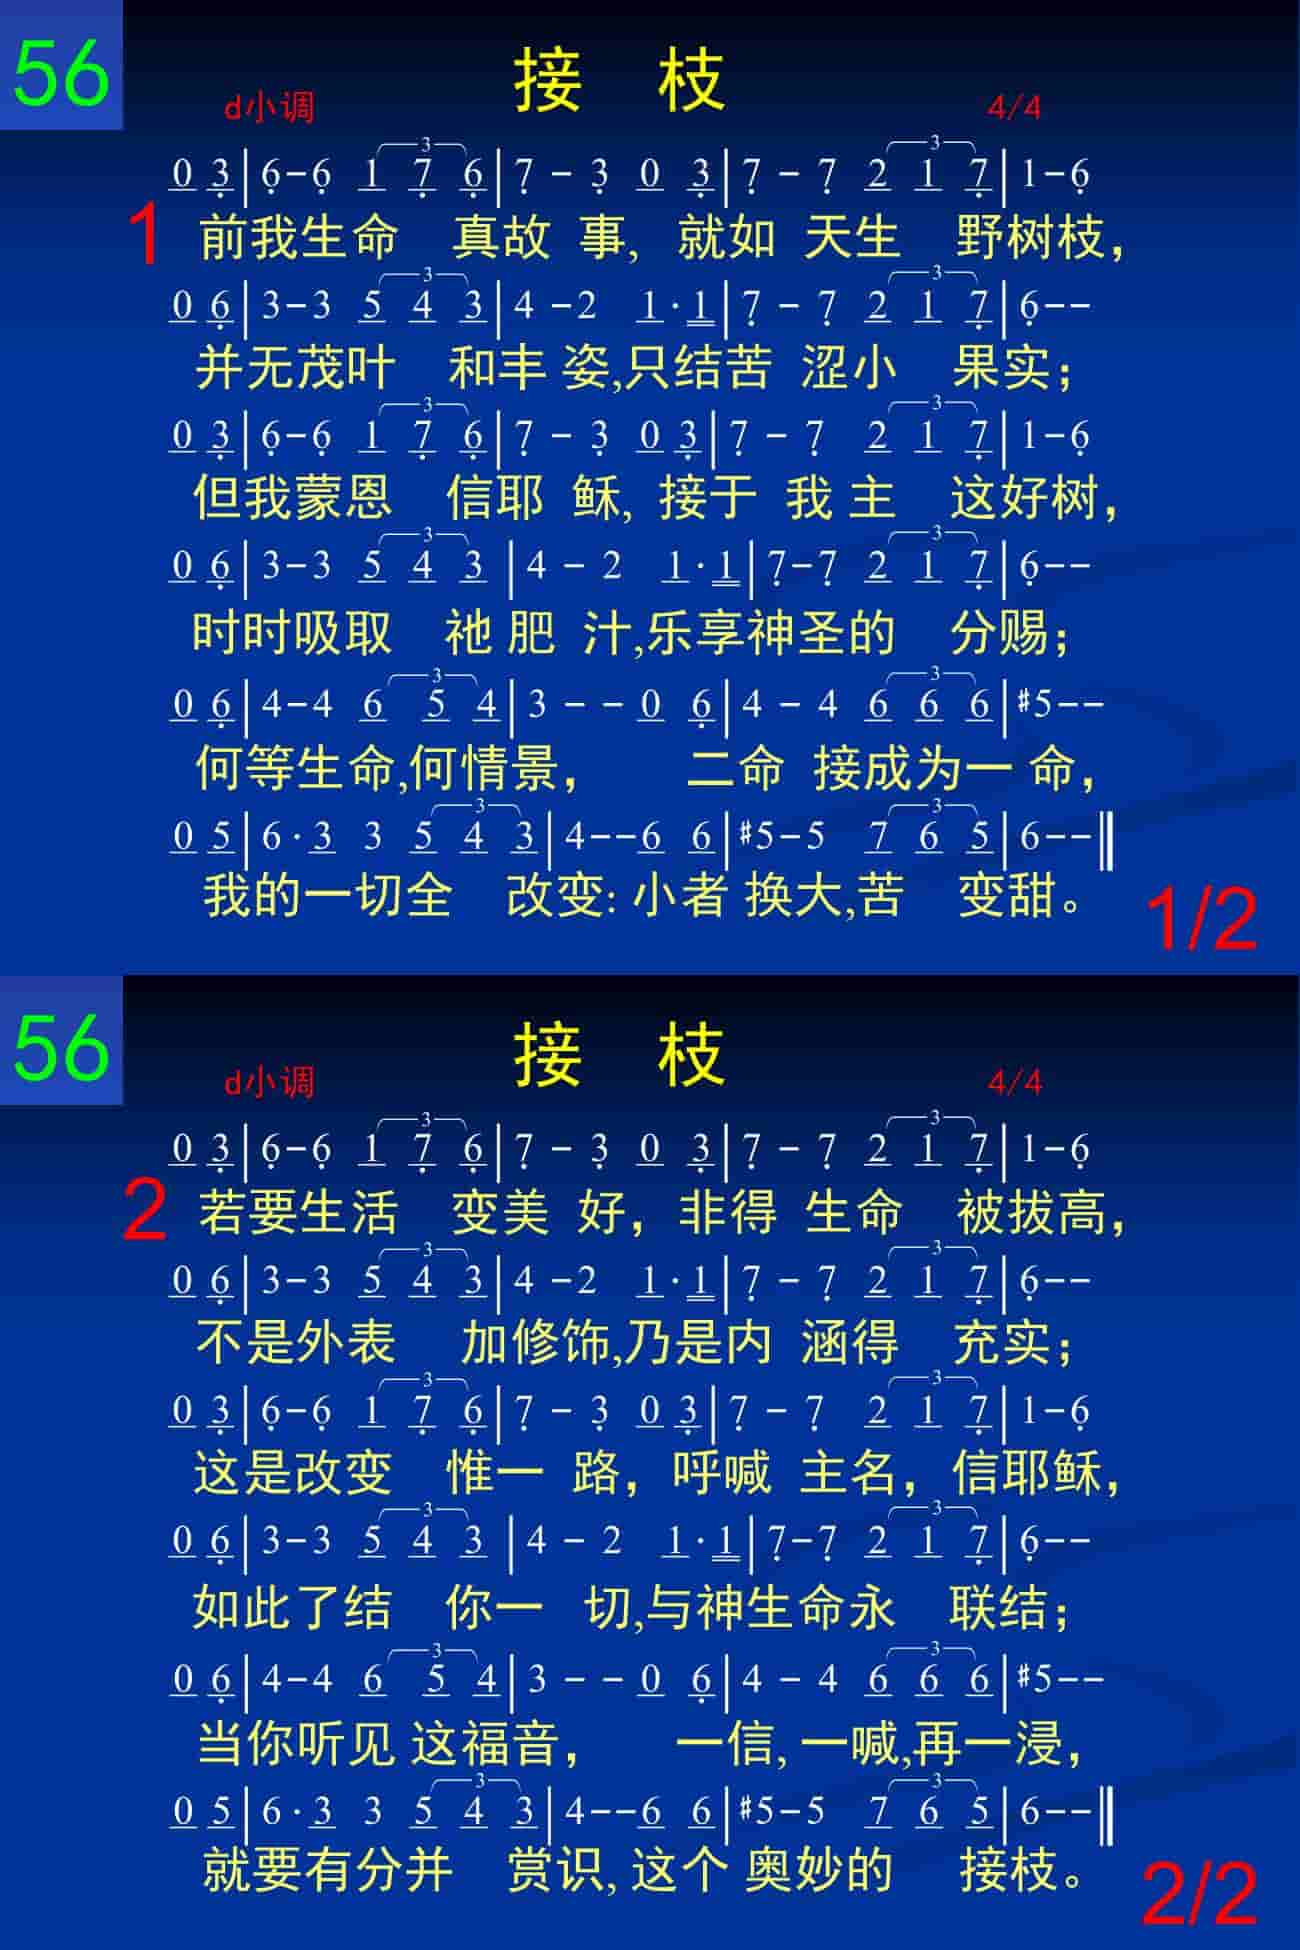 56
接 枝
d小调 4/4
0 3|6-6 1 7 6|7 - 3 0 3|7 - 7 2 1 7|1-6
1 前我生命 真故 事, 就如 天生 野树枝,
0 6|3-3 5 4 3|4 -2 1·1|7 - 7 2 1 7|6--
并无茂叶 和丰 姿,只结苦 涩小 果实;
0 3|6-6 1 7 6|7 - 3 0 3|7 - 7 2 1 7|1-6
但我蒙恩 信耶 稣, 接于 我 主 这好树,
0 6|3-3 5 4 3|4 - 2 1·1|7-7 2 1 7|6--
时时吸取 祂 肥 汁,乐享神圣的 分赐;
0 6|4-4 6 5 4|3 - - 0 6|4 - 4 6 6 6|#5--
何等生命,何情景, 二命 接成为一 命,
0 5|6·3 3 5 4 3|4--6 6|#5-5 7 6 5|6--‖
我的一切全 改变: 小者 换大,苦 变甜。
1/2
56
接 枝
d小调 4/4
0 3|6-6 1 7 6|7 - 3 0 3|7 - 7 2 1 7|1-6
2 若要生活 变美 好, 非得 生命 被拔高,
0 6|3-3 5 4 3|4 -2 1·1|7 - 7 2 1 7|6--
不是外表 加修饰,乃是内 涵得 充实;
0 3|6-6 1 7 6|7 - 3 0 3|7 - 7 2 1 7|1-6
这是改变 惟一 路, 呼喊 主名, 信耶稣,
0 6|3-3 5 4 3|4 - 2 1·1|7-7 2 1 7|6--
如此了结 你一 切,与神生命永 联结;
0 6|4-4 6 5 4|3 - - 0 6|4 - 4 6 6 6|#5--
当你听见 这福音, 一信, 一喊,再一浸,
0 5|6·3 3 5 4 3|4--6 6|#5-5 7 6 5|6--‖
就要有分并 赏识, 这个 奥妙的 接枝。
2/2